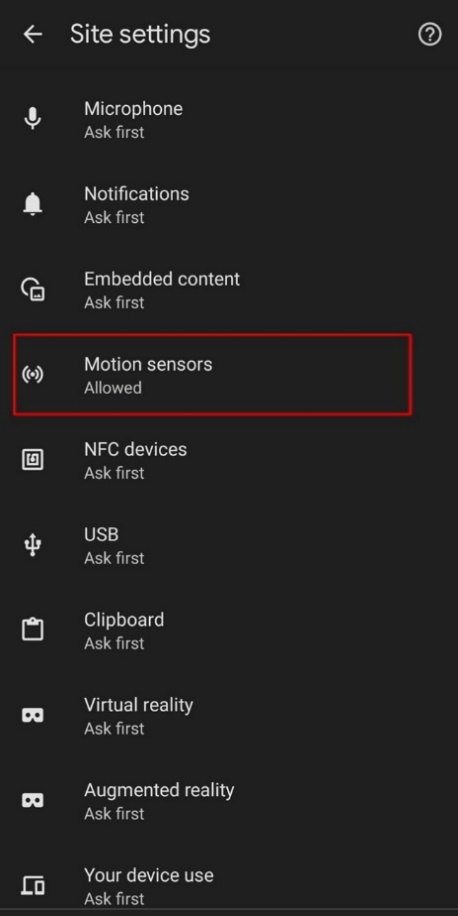 Site settings
Microphone
Ask first
Notifications
Ask first
Embedded content
Ask first
Motion sensors
Allowed
NFC devices
Ask first
USB
Ask first
Clipboard
Ask first
Virtual reality
Ask first
Augmented reality
Ask first
Your device use
Ask first